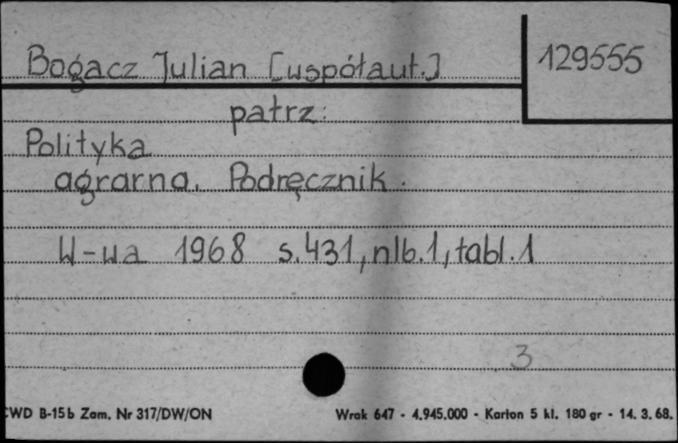 Bogacz Julian [współaut.]
129555
patrz:
Polityka
agrarna. Podręcznik.
W-wa 1968 s.431, nlb.1, tabl.1
3
CWD B-15b Zam. Nr 317/DW/ON
Wrak 647 - 4.945.000 - Karton 5 kl. 180 gr - 14. 3. 68.